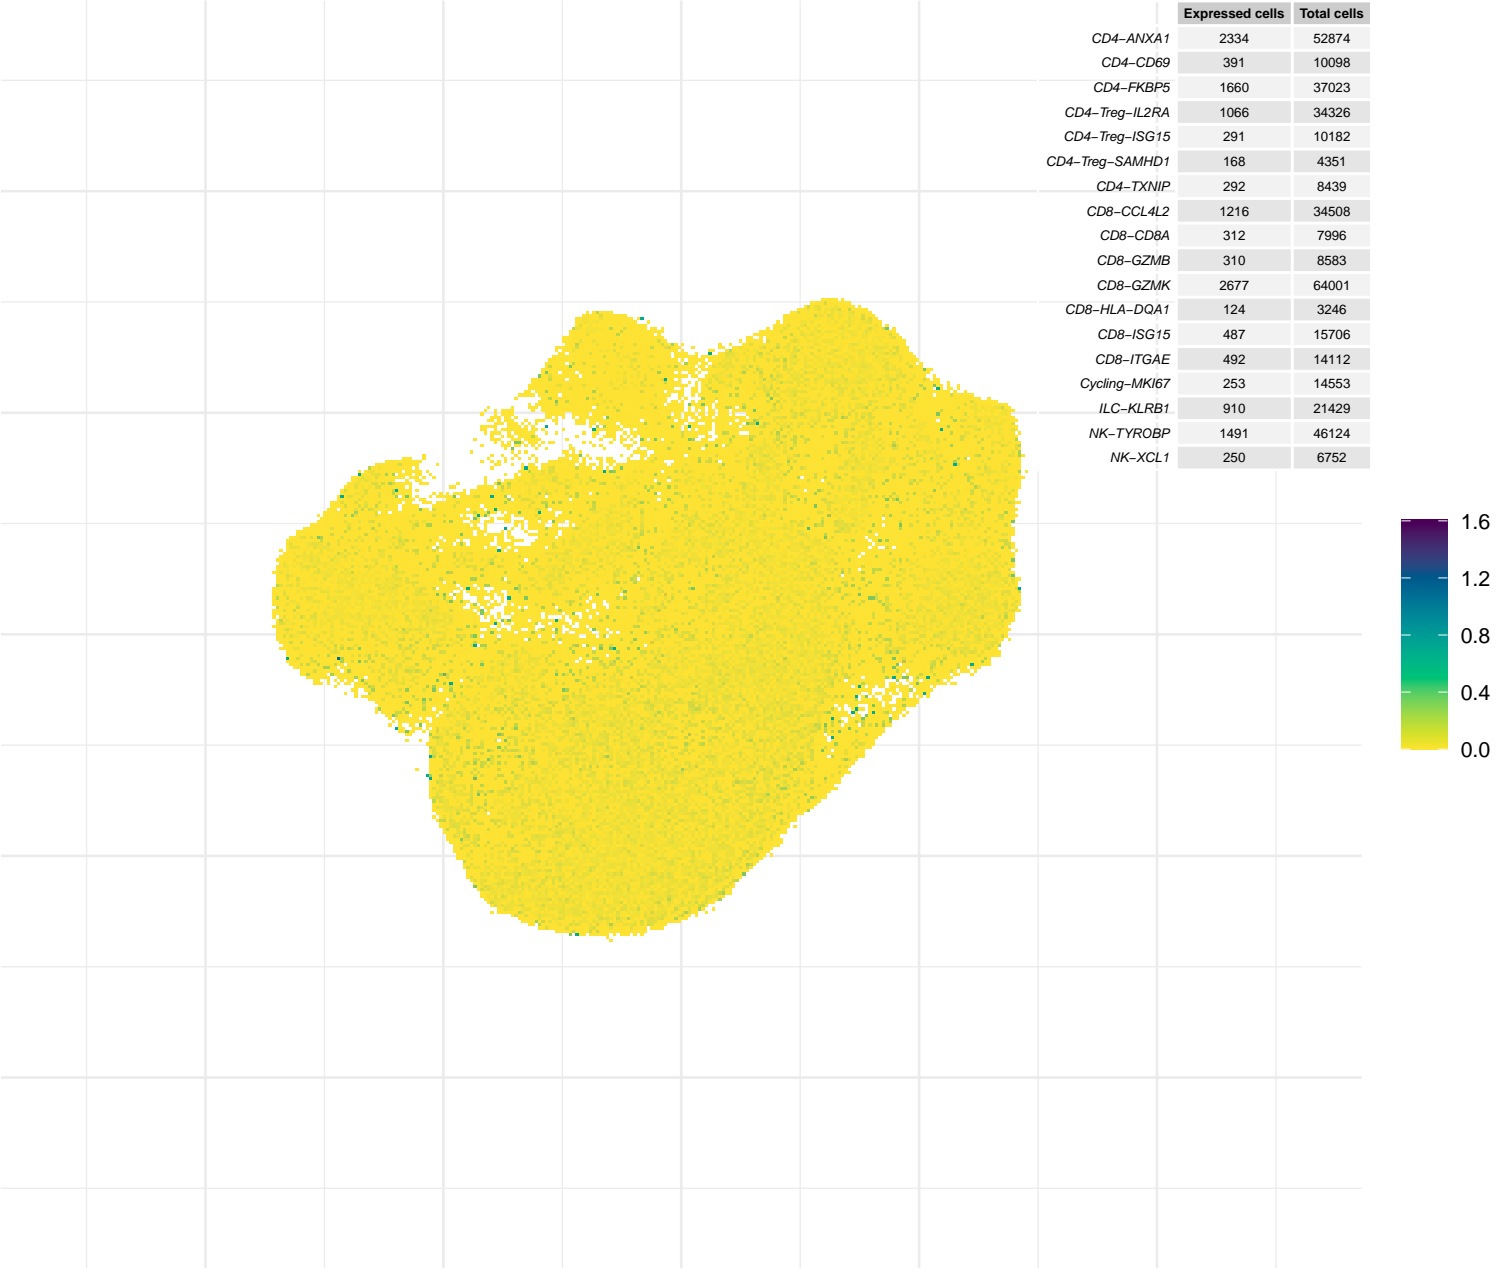 Expressed cells Total cells
CD4−ANXA1 2334 52874
CD4−CD69 391 10098
CD4−FKBP5 1660 37023
CD4−Treg−IL2RA 1066 34326
CD4−Treg−ISG15 291 10182
CD4−Treg−SAMHD1 168 4351
CD4−TXNIP 292 8439
CD8−CCL4L2 1216 34508
CD8−CD8A 312 7996
CD8−GZMB 310 8583
CD8−GZMK 2677 64001
CD8−HLA−DQA1 124 3246
CD8−ISG15 487 15706
CD8−ITGAE 492 14112
Cycling−MKI67 253 14553
ILC−KLRB1 910 21429
NK−TYROBP 1491 46124
NK−XCL1 250 6752
1.6
1.2
0.8
0.4
0.0